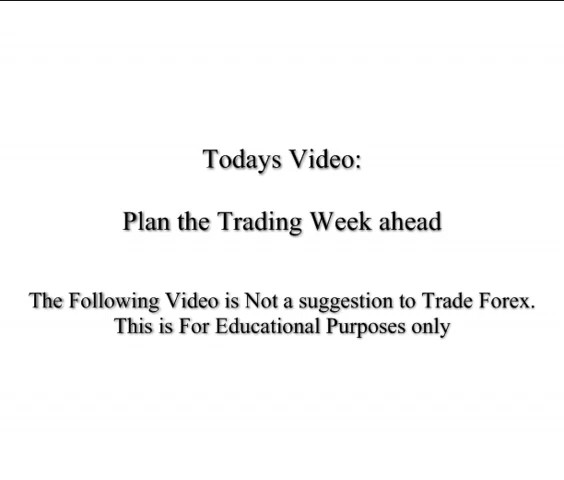 Todays Video:
Plan the Trading Week ahead
The Following Video is Not a suggestion to Trade Forex.
This is For Educational Purposes only